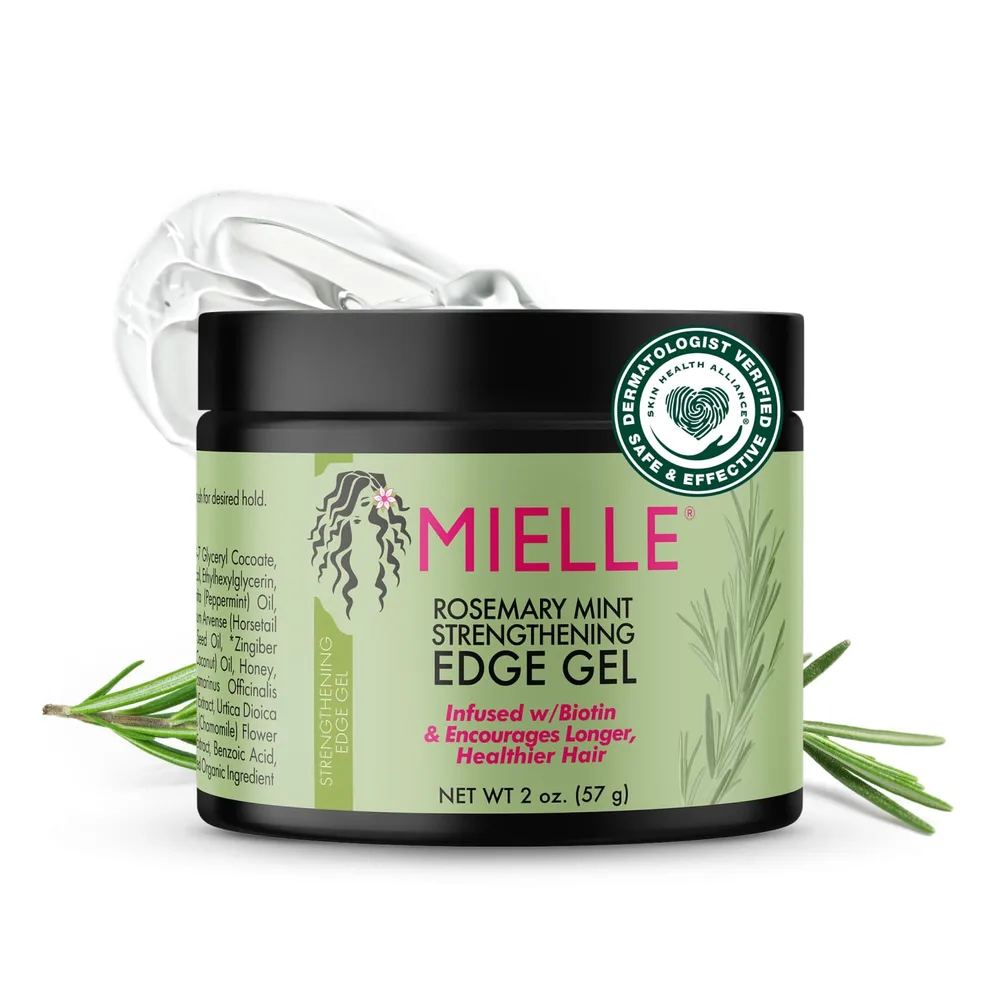 DERMATOLOGIST VERIFIED
SKIN HEALTH ALLIANCE®
SAFE & EFFECTIVE
for desired hold.
Glyceryl Cocoate,
Ethylhexylglycerin,
(Peppermint) Oil,
Arvense (Horsetail
Seed Oil, *Zingiber
Oil, Honey,
Officinalis
Extract, Urtica Dioica
(Chamomile) Flower
Benzoic Acid,
Organic Ingredient
STRENGTHENING
EDGE GEL
MIELLE®
ROSEMARY MINT
STRENGTHENING
EDGE GEL
Infused w/Biotin
& Encourages Longer,
Healthier Hair
NET WT 2 oz. (57 g)